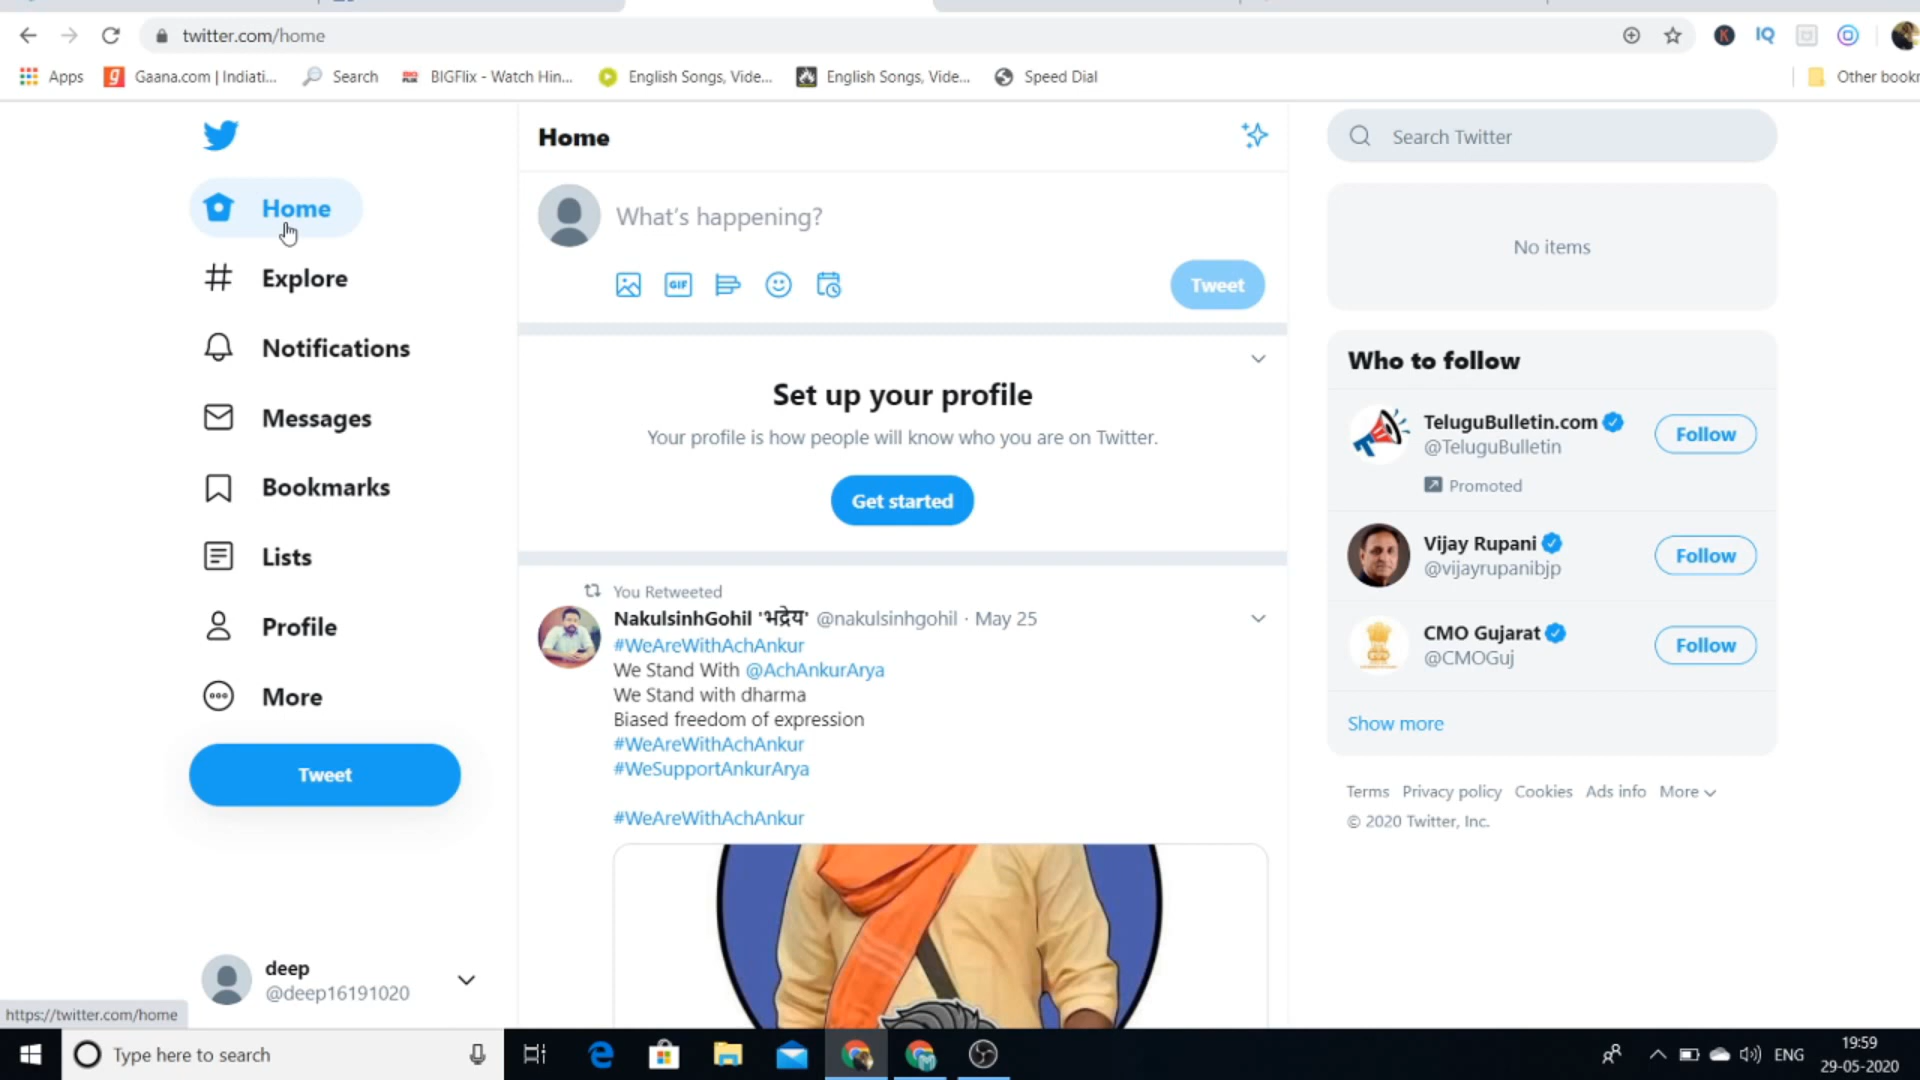 twitter.com/home
IQ
Apps
Gaana.com | Indiati...
Search
BIGFlix - Watch Hin...
English Songs, Vide...
English Songs, Vide...
Speed Dial
Other bookr
Home
Explore
Notifications
Messages
Bookmarks
Lists
Profile
More
Tweet
deep
@deep16191020
https://twitter.com/home
Home
What's happening?
GIF
Tweet
Set up your profile
Your profile is how people will know who you are on Twitter.
Get started
You Retweeted
NakulsinhGohil 'भद्रेय' @nakulsinhgohil · May 25
#WeAreWithAchAnkur
We Stand With @AchAnkurArya
We Stand with dharma
Biased freedom of expression
#WeAreWithAchAnkur
#WeSupportAnkurArya
#WeAreWithAchAnkur
Search Twitter
No items
Who to follow
TeluguBulletin.com
@TeluguBulletin
Follow
Promoted
Vijay Rupani
@vijayrupanibjp
Follow
CMO Gujarat
@CMOGuj
Follow
Show more
Terms Privacy policy Cookies Ads info More
© 2020 Twitter, Inc.
Type here to search
ENG
19:59
29-05-2020